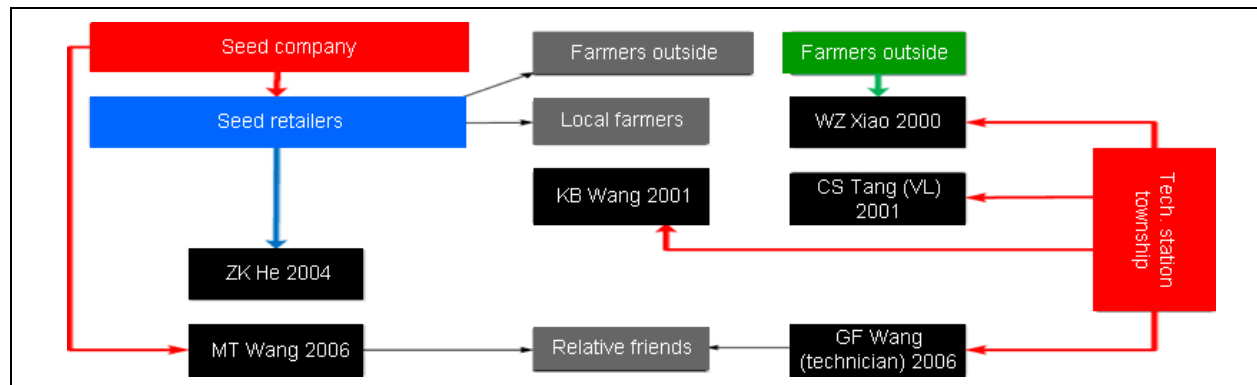 Seed company
Farmers outside
Farmers outside
Seed retailers
Local farmers
WZ Xiao 2000
KB Wang 2001
CS Tang (VL)
2001
Tech. station
township
ZK He 2004
MT Wang 2006
Relative friends
GF Wang
(technician) 2006